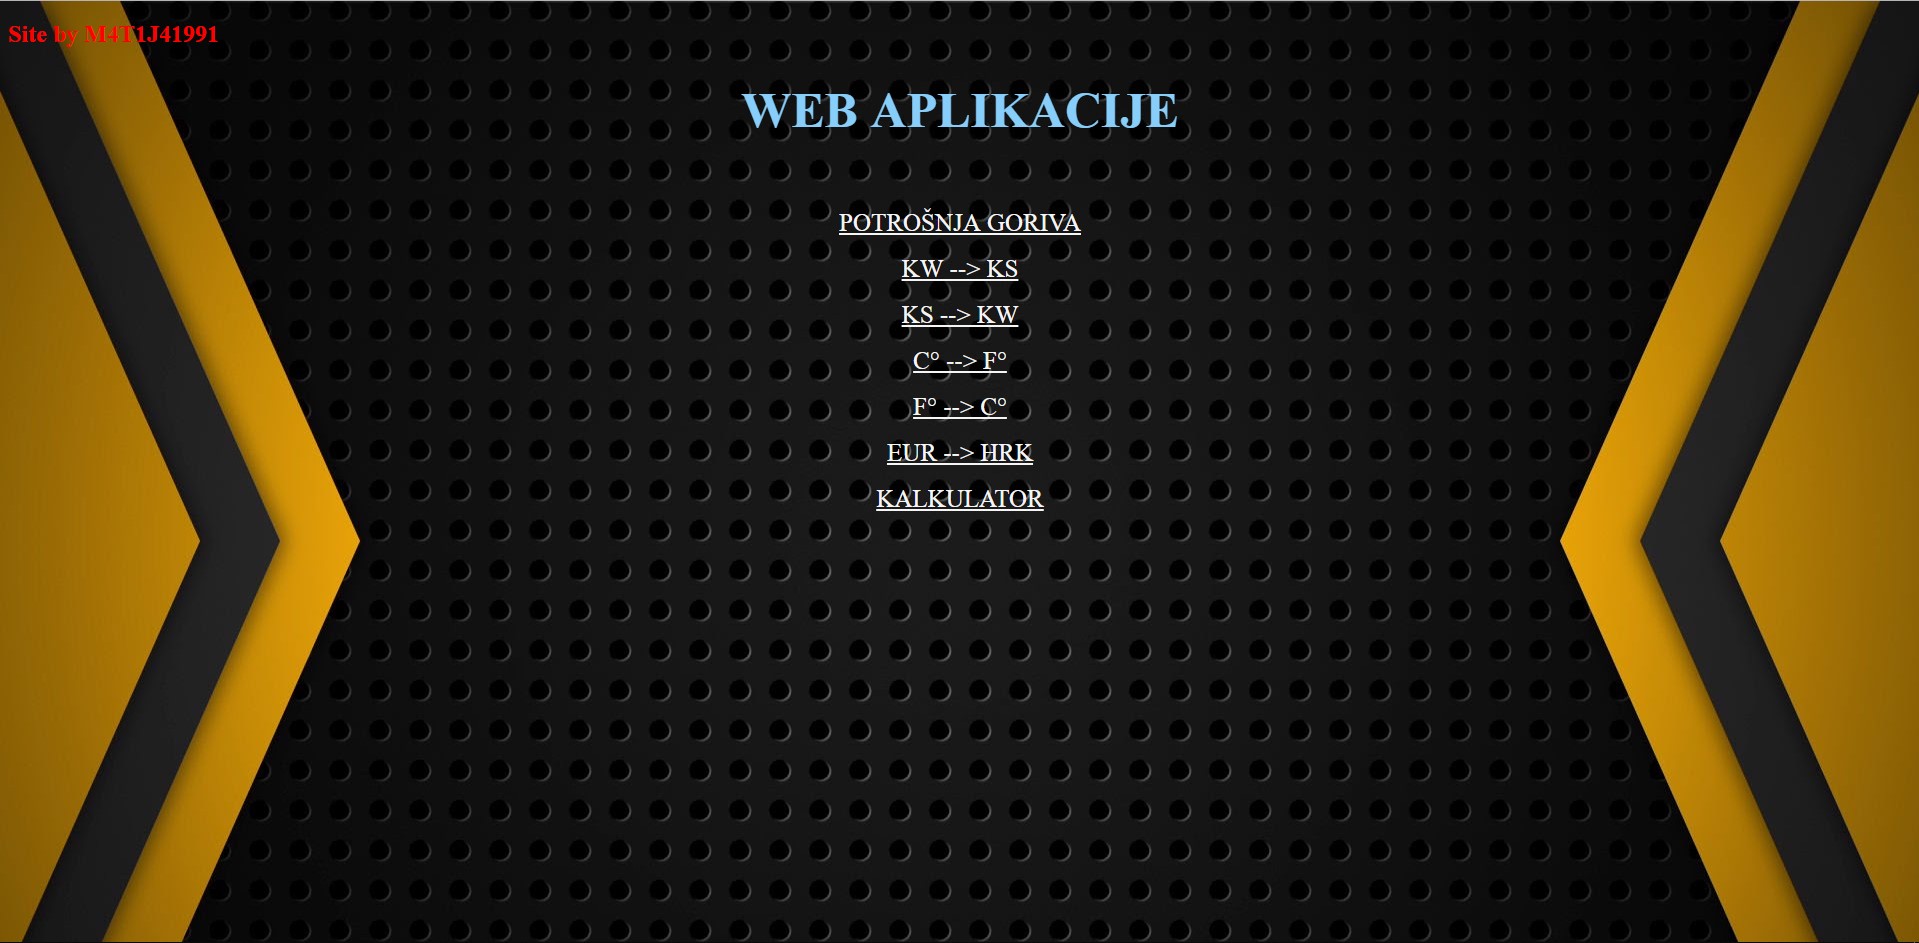 Site by M4T1J41991
WEB APLIKACIJE
POTROŠNJA GORIVA
KW --> KS
KS --> KW
C° --> F°
F° --> C°
EUR --> HRK
KALKULATOR